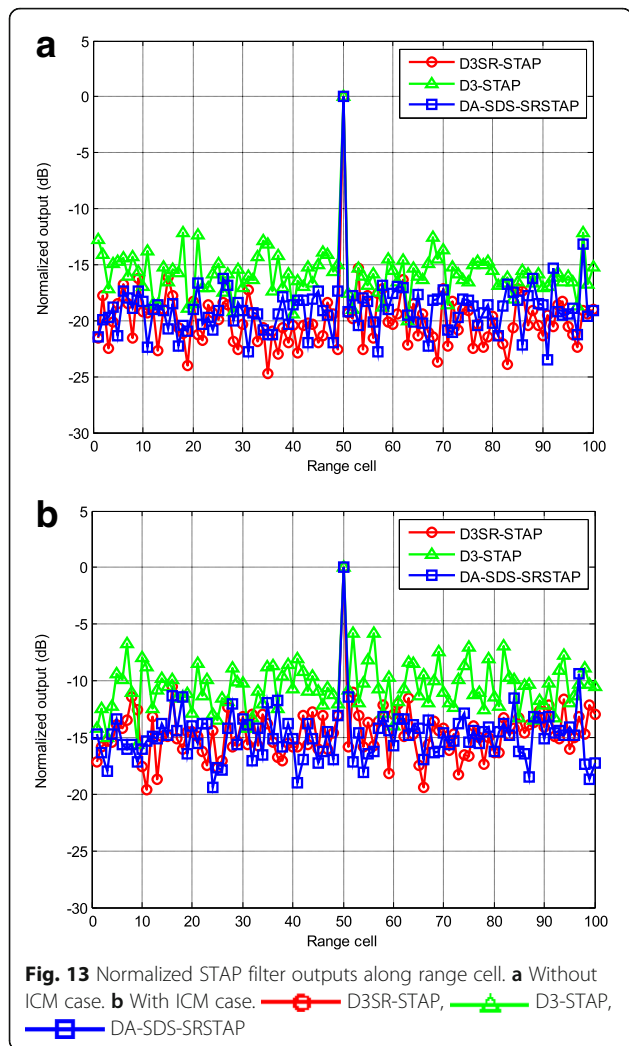 a
5
0
-5
-10
-15
-20
-25
-30
Normalized output (dB)
D3SR-STAP
D3-STAP
DA-SDS-SRSTAP
0 10 20 30 40 50 60 70 80 90 100
Range cell
b
5
0
-5
-10
-15
-20
-25
-30
Normalized output (dB)
D3SR-STAP
D3-STAP
DA-SDS-SRSTAP
0 10 20 30 40 50 60 70 80 90 100
Range cell
Fig. 13 Normalized STAP filter outputs along range cell. a Without
ICM case. b With ICM case. D3SR-STAP, D3-STAP,
DA-SDS-SRSTAP